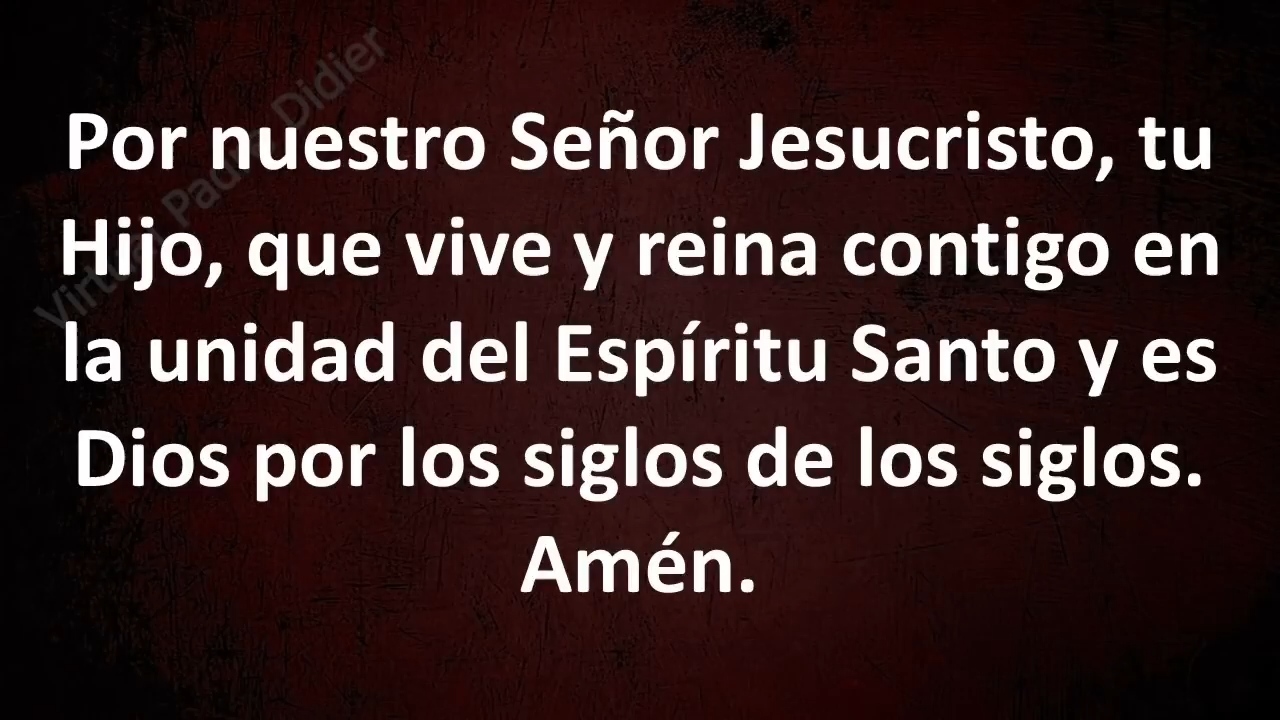 Por nuestro Señor Jesucristo, tu
Hijo, que vive y reina contigo en
la unidad del Espíritu Santo y es
Dios por los siglos de los siglos.
Amén.
Didier